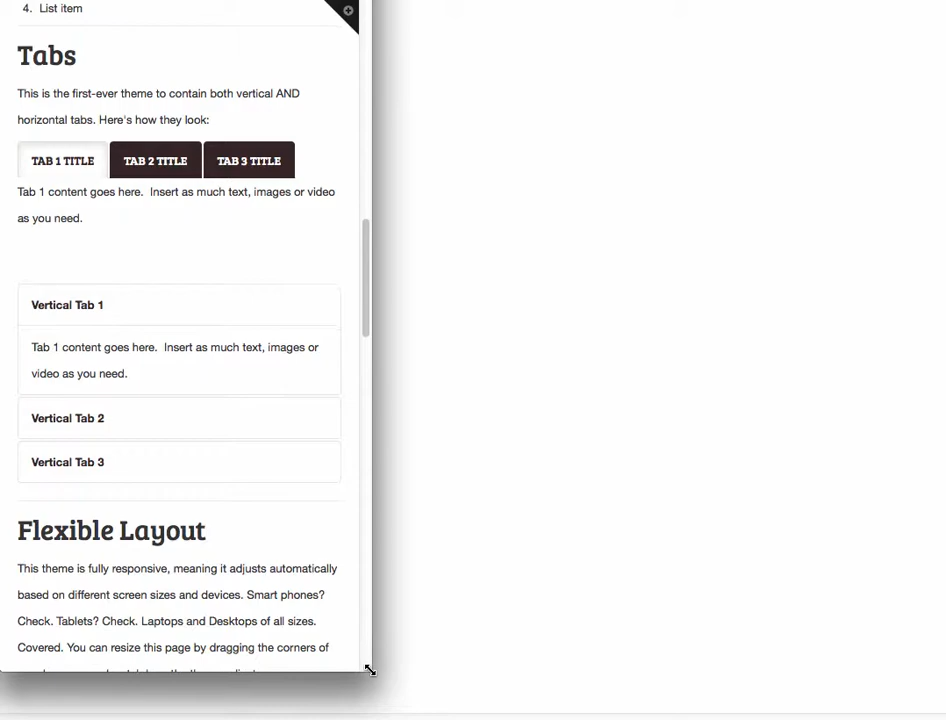 4. List item
Tabs
This is the first-ever theme to contain both vertical AND
horizontal tabs. Here's how they look:
TAB 1 TITLE TAB 2 TITLE TAB 3 TITLE
Tab 1 content goes here. Insert as much text, images or video
as you need.
Vertical Tab 1
Tab 1 content goes here. Insert as much text, images or
video as you need.
Vertical Tab 2
Vertical Tab 3
Flexible Layout
This theme is fully responsive, meaning it adjusts automatically
based on different screen sizes and devices. Smart phones?
Check. Tablets? Check. Laptops and Desktops of all sizes.
Covered. You can resize this page by dragging the corners of